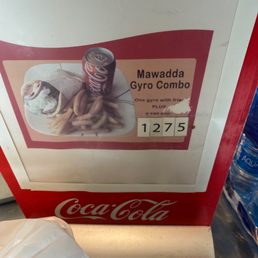 Mawadda
Gyro Combo
One gyro with fries
PLUS
1275
Coca-Cola